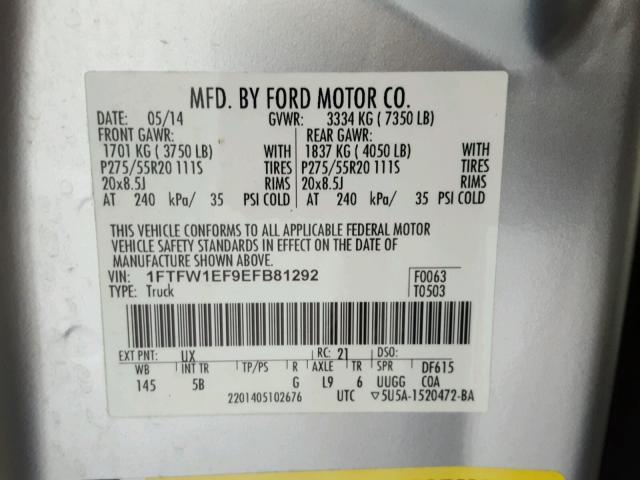 MFD. BY FORD MOTOR CO.
DATE: 05/14 GVWR: 3334 KG (7350 LB)
FRONT GAWR: REAR GAWR:
1701 KG (3750 LB) WITH 1837 KG (4050 LB) WITH
P275/55R20 111S TIRES P275/55R20 111S TIRES
20x8.5J RIMS 20x8.5J RIMS
AT 240 kPa/ 35 PSI COLD AT 240 kPa/ 35 PSI COLD
THIS VEHICLE CONFORMS TO ALL APPLICABLE FEDERAL MOTOR
VEHICLE SAFETY STANDARDS IN EFFECT ON THE DATE OF
MANUFACTURE SHOWN ABOVE.
VIN: 1FTFW1EF9EFB81292 F0063
TYPE: Truck T0503
EXT PNT: UX RC: 21 DSO:
WB INT TR TP/PS R AXLE TR SPR DF615
145 5B G L9 6 UUGG COA
2201405102676 UTC ▽5U5A-1520472-BA